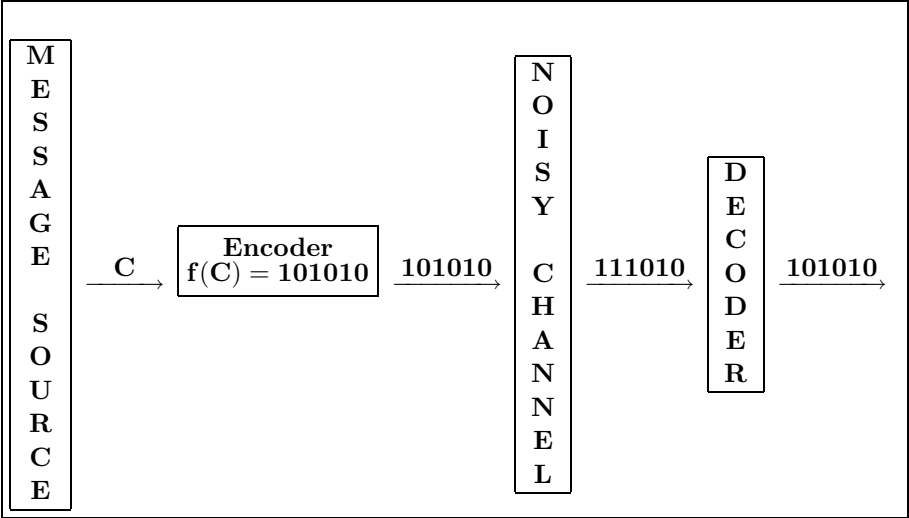 MESSAGE SOURCE
C
Encoder
f(C) = 101010
101010
NOISY CHANNEL
111010
DECODER
101010